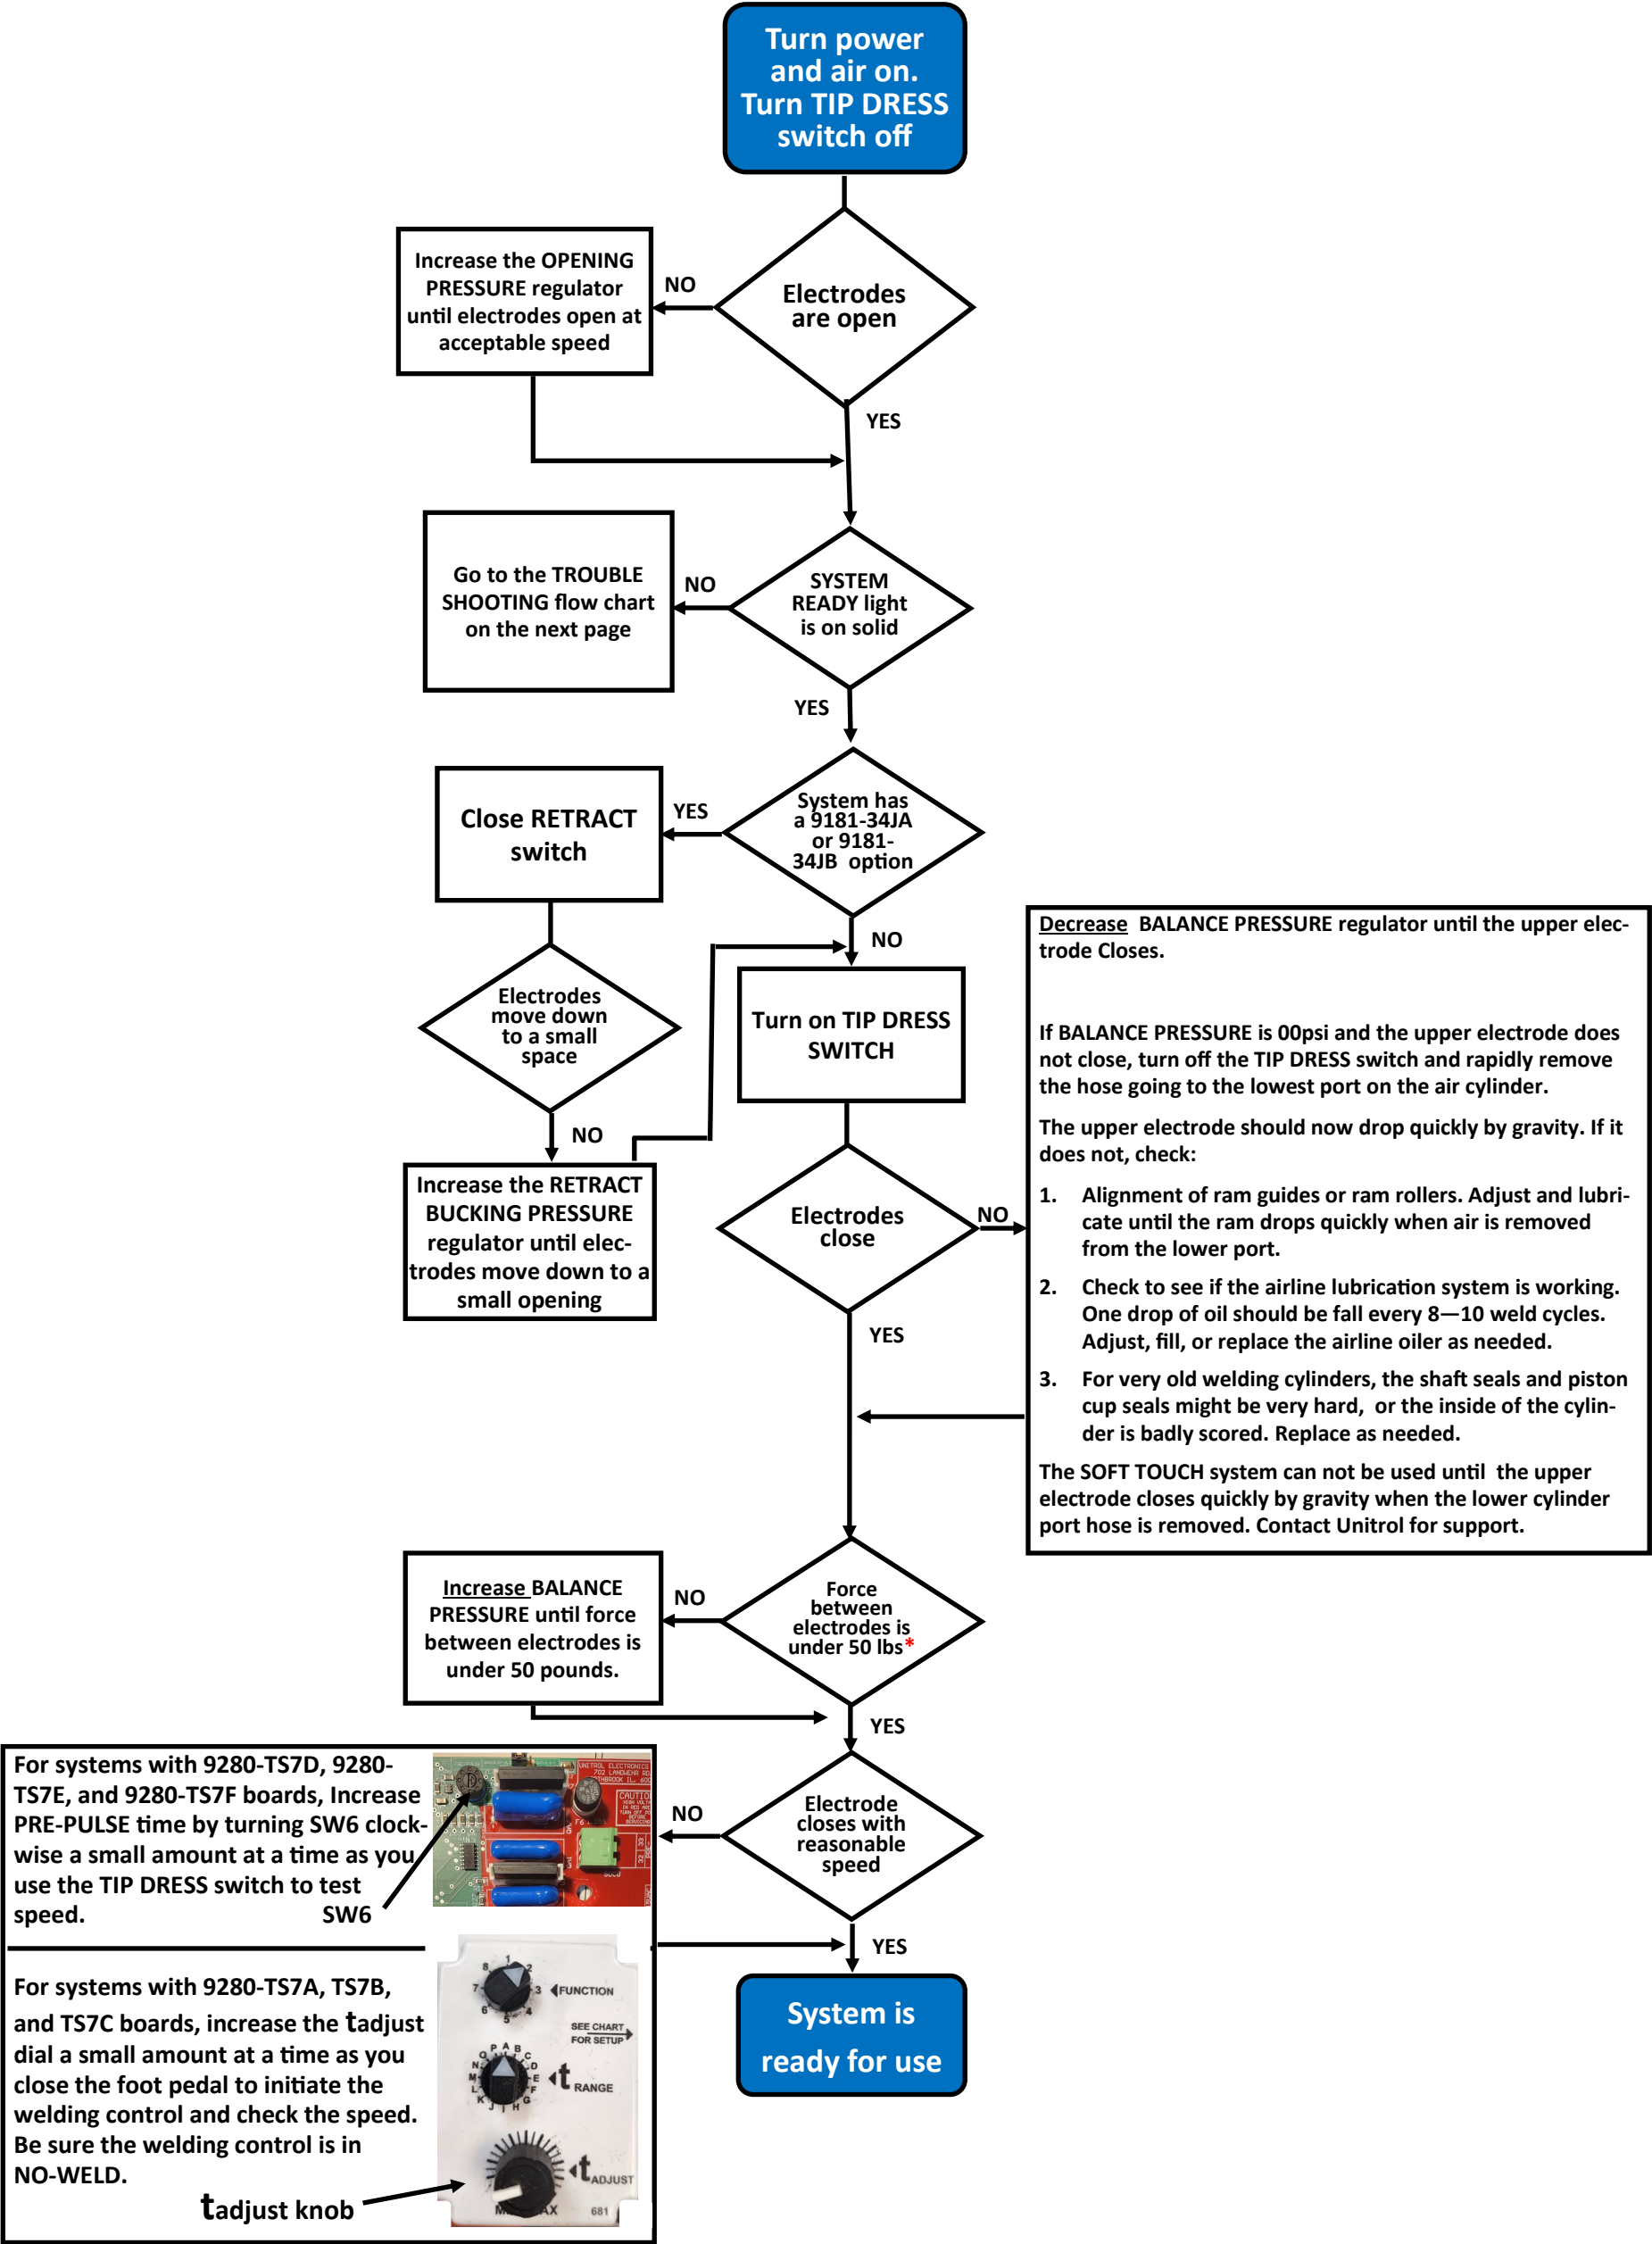 Turn power
and air on.
Turn TIP DRESS
switch off
Increase the OPENING
PRESSURE regulator
until electrodes open at
acceptable speed
NO
Electrodes
are open
YES
Go to the TROUBLE
SHOOTING flow chart
on the next page
NO
SYSTEM
READY light
is on solid
YES
Close RETRACT
switch
YES
System has
a 9181-34JA
or 9181-
34JB option
NO
Electrodes
move down
to a small
space
NO
Increase the RETRACT
BUCKING PRESSURE
regulator until elec-
trodes move down to a
small opening
Turn on TIP DRESS
SWITCH
Electrodes
close
NO
YES
Decrease BALANCE PRESSURE regulator until the upper elec-
trode Closes.
If BALANCE PRESSURE is 00psi and the upper electrode does
not close, turn off the TIP DRESS switch and rapidly remove
the hose going to the lowest port on the air cylinder.
The upper electrode should now drop quickly by gravity. If it
does not, check:
1. Alignment of ram guides or ram rollers. Adjust and lubri-
cate until the ram drops quickly when air is removed
from the lower port.
2. Check to see if the airline lubrication system is working.
One drop of oil should be fall every 8—10 weld cycles.
Adjust, fill, or replace the airline oiler as needed.
3. For very old welding cylinders, the shaft seals and piston
cup seals might be very hard, or the inside of the cylin-
der is badly scored. Replace as needed.
The SOFT TOUCH system can not be used until the upper
electrode closes quickly by gravity when the lower cylinder
port hose is removed. Contact Unitrol for support.
Increase BALANCE
PRESSURE until force
between electrodes is
under 50 pounds.
NO
Force
between
electrodes is
under 50 lbs*
YES
For systems with 9280-TS7D, 9280-
TS7E, and 9280-TS7F boards, Increase
PRE-PULSE time by turning SW6 clock-
wise a small amount at a time as you
use the TIP DRESS switch to test
speed.
SW6
UNITROL ELECTRONICS
702 LANDWEHR
CAUTION
NO
Electrode
closes with
reasonable
speed
YES
For systems with 9280-TS7A, TS7B,
and TS7C boards, increase the tadjust
dial a small amount at a time as you
close the foot pedal to initiate the
welding control and check the speed.
Be sure the welding control is in
NO-WELD.
tadjust knob
1 2 3 4 5 6 7 8
FUNCTION
SEE CHART
FOR SETUP
A B C D E F G H I J K L M N O P
t RANGE
t ADJUST
681
System is
ready for use